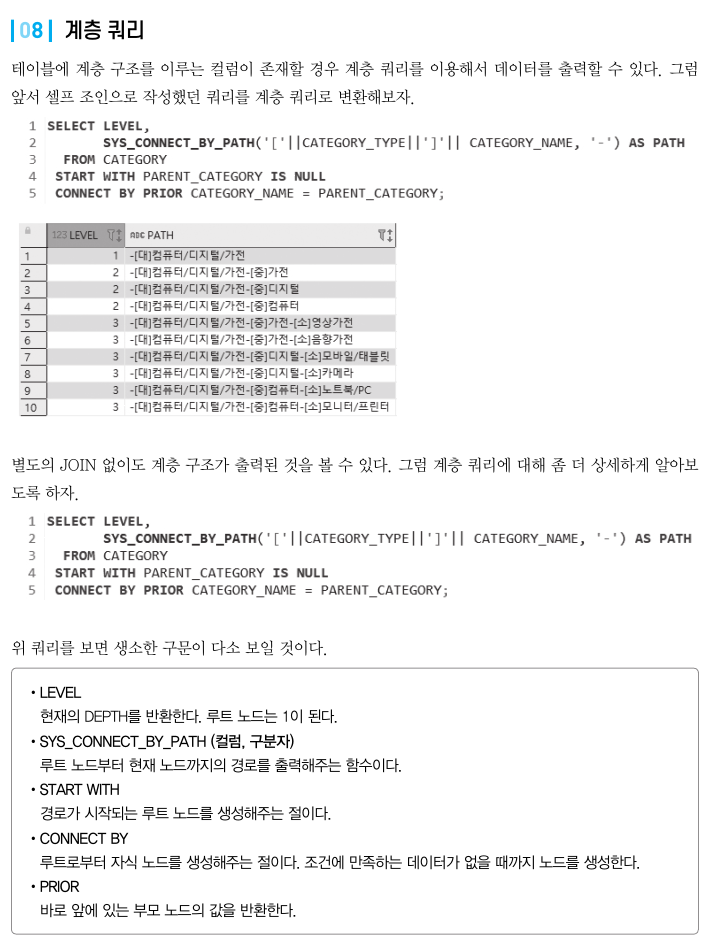 08 계층 쿼리
테이블에 계층 구조를 이루는 컬럼이 존재할 경우 계층 쿼리를 이용해서 데이터를 출력할 수 있다. 그럼
앞서 셀프 조인으로 작성했던 쿼리를 계층 쿼리로 변환해보자.
1 SELECT LEVEL,
2 SYS_CONNECT_BY_PATH('['||CATEGORY_TYPE||']'|| CATEGORY_NAME, '-') AS PATH
3 FROM CATEGORY
4 START WITH PARENT_CATEGORY IS NULL
5 CONNECT BY PRIOR CATEGORY_NAME = PARENT_CATEGORY;
123 LEVEL ABC PATH
1 1 -[대]컴퓨터/디지털/가전
2 2 -[대]컴퓨터/디지털/가전-[중]가전
3 2 -[대]컴퓨터/디지털/가전-[중]디지털
4 2 -[대]컴퓨터/디지털/가전-[중]컴퓨터
5 3 -[대]컴퓨터/디지털/가전-[중]가전-[소]영상가전
6 3 -[대]컴퓨터/디지털/가전-[중]가전-[소]음향가전
7 3 -[대]컴퓨터/디지털/가전-[중]디지털-[소]모바일/태블릿
8 3 -[대]컴퓨터/디지털/가전-[중]디지털-[소]카메라
9 3 -[대]컴퓨터/디지털/가전-[중]컴퓨터-[소]노트북/PC
10 3 -[대]컴퓨터/디지털/가전-[중]컴퓨터-[소]모니터/프린터
별도의 JOIN 없이도 계층 구조가 출력된 것을 볼 수 있다. 그럼 계층 쿼리에 대해 좀 더 상세하게 알아보
도록 하자.
1 SELECT LEVEL,
2 SYS_CONNECT_BY_PATH('['||CATEGORY_TYPE||']'|| CATEGORY_NAME, '-') AS PATH
3 FROM CATEGORY
4 START WITH PARENT_CATEGORY IS NULL
5 CONNECT BY PRIOR CATEGORY_NAME = PARENT_CATEGORY;
위 쿼리를 보면 생소한 구문이 다소 보일 것이다.
• LEVEL
현재의 DEPTH를 반환한다. 루트 노드는 1이 된다.
• SYS_CONNECT_BY_PATH (컬럼, 구분자)
루트 노드부터 현재 노드까지의 경로를 출력해주는 함수이다.
• START WITH
경로가 시작되는 루트 노드를 생성해주는 절이다.
• CONNECT BY
루트로부터 자식 노드를 생성해주는 절이다. 조건에 만족하는 데이터가 없을 때까지 노드를 생성한다.
• PRIOR
바로 앞에 있는 부모 노드의 값을 반환한다.